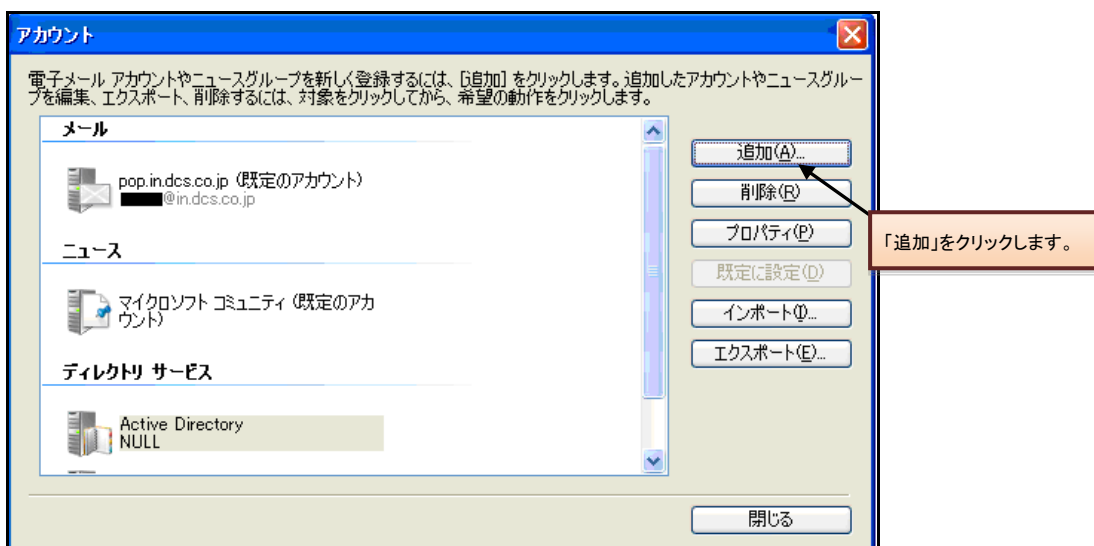 アカウント
電子メール アカウントやニュースグループを新しく登録するには、[追加] をクリックします。追加したアカウントやニュースグルー
プを編集、エクスポート、削除するには、対象をクリックしてから、希望の動作をクリックします。
メール
pop.in.dcs.co.jp (既定のアカウント)
@in.dcs.co.jp
ニュース
マイクロソフト コミュニティ (既定のアカ
ウント)
ディレクトリ サービス
Active Directory
NULL
追加(A)...
削除(R)
プロパティ(P)
既定に設定(D)
インポート(I)...
エクスポート(E)...
閉じる
「追加」をクリックします。